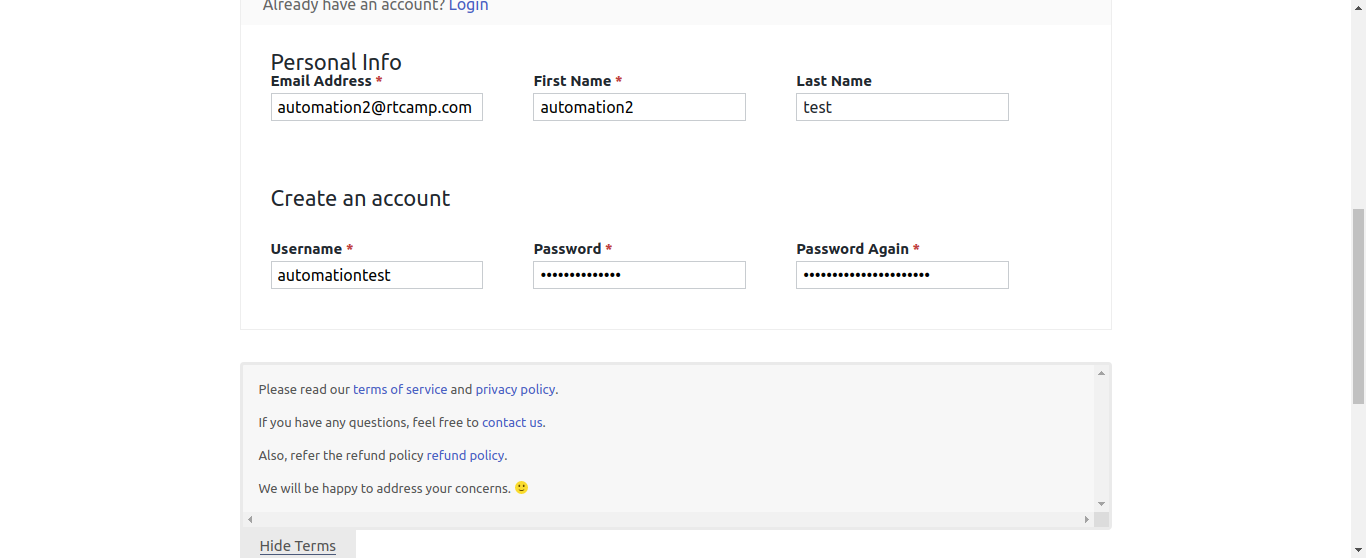 Already have an account? Login
Personal Info
Email Address * First Name * Last Name
automation2@rtcamp.com automation2 test
Create an account
Username * Password * Password Again *
automationtest •••••••••••••• ••••••••••••••••••••••
Please read our terms of service and privacy policy.
If you have any questions, feel free to contact us.
Also, refer the refund policy refund policy.
We will be happy to address your concerns. 🙂
Hide Terms